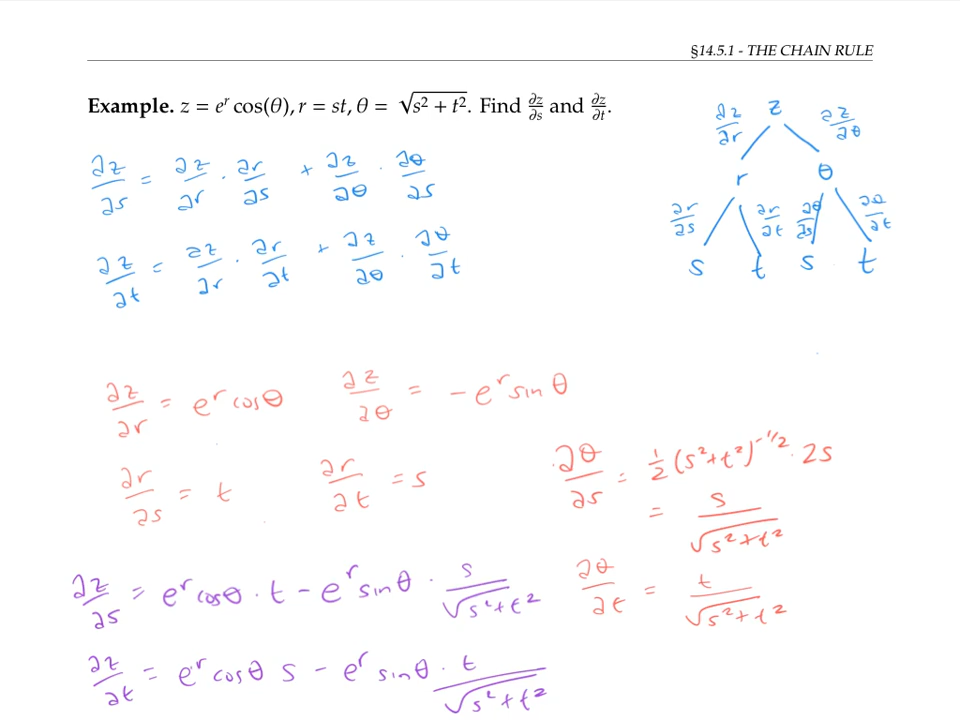 §14.5.1 - THE CHAIN RULE
Example. z = e^r cos(θ), r = st, θ = √(s² + t²). Find ∂z/∂s and ∂z/∂t.
∂z/∂r z ∂z/∂θ
r θ
∂r/∂s ∂r/∂t ∂θ/∂s ∂θ/∂t
s t s t
∂z/∂s = ∂z/∂r · ∂r/∂s + ∂z/∂θ · ∂θ/∂s
∂z/∂t = ∂z/∂r · ∂r/∂t + ∂z/∂θ · ∂θ/∂t
∂z/∂r = e^r cosθ ∂z/∂θ = -e^r sinθ
∂r/∂s = t ∂r/∂t = s
∂θ/∂s = 1/2 (s²+t²)^(-1/2) · 2s
= s/√(s²+t²)
∂θ/∂t = t/√(s²+t²)
∂z/∂s = e^r cosθ · t - e^r sinθ · s/√(s²+t²)
∂z/∂t = e^r cosθ s - e^r sinθ · t/√(s²+t²)